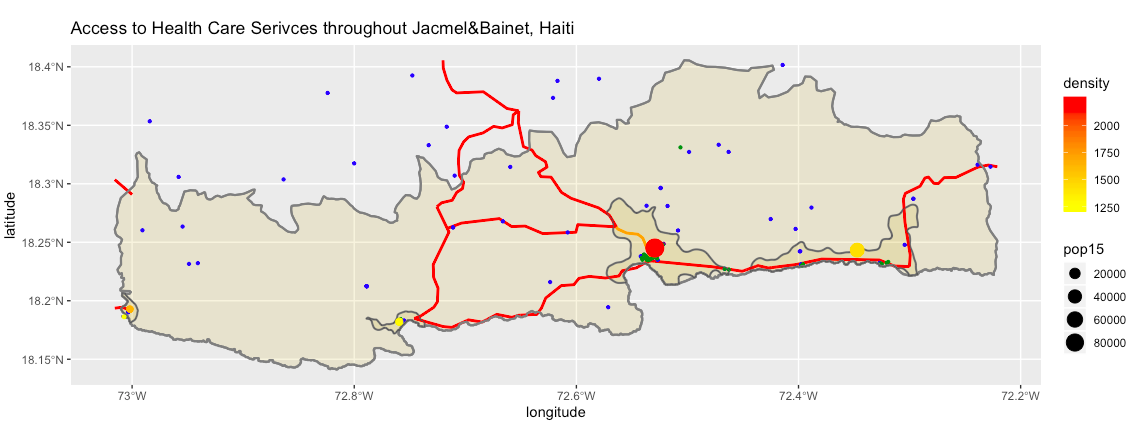 Access to Health Care Serivces throughout Jacmel&Bainet, Haiti
18.4°N
18.35°N
18.3°N
18.25°N
18.2°N
18.15°N
latitude
73°W
72.8°W
72.6°W
72.4°W
72.2°W
longitude
density
2000
1750
1500
1250
pop15
20000
40000
60000
80000